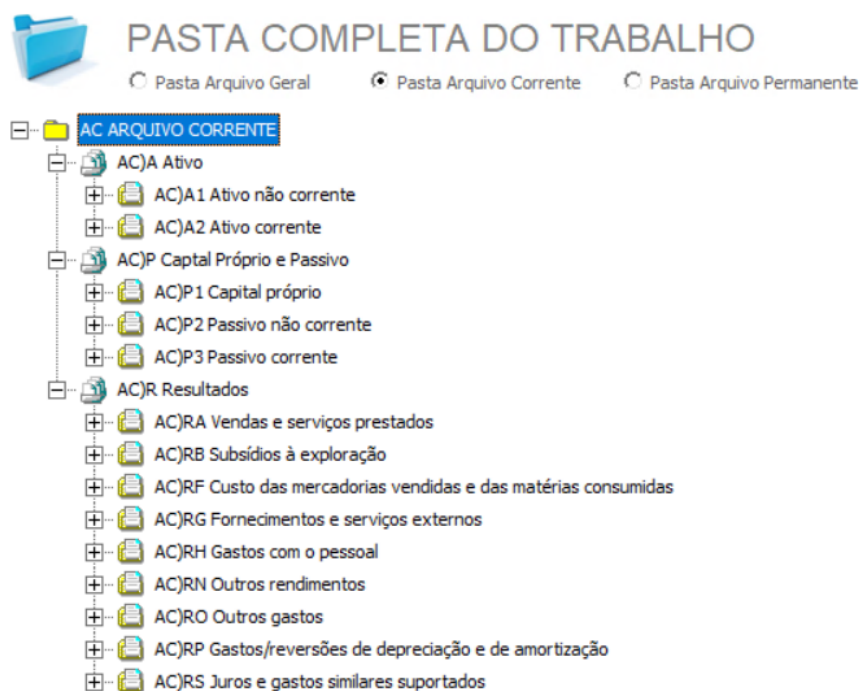 PASTA COMPLETA DO TRABALHO
Pasta Arquivo Geral Pasta Arquivo Corrente Pasta Arquivo Permanente
AC ARQUIVO CORRENTE
AC)A Ativo
AC)A1 Ativo não corrente
AC)A2 Ativo corrente
AC)P Captal Próprio e Passivo
AC)P1 Capital próprio
AC)P2 Passivo não corrente
AC)P3 Passivo corrente
AC)R Resultados
AC)RA Vendas e serviços prestados
AC)RB Subsídios à exploração
AC)RF Custo das mercadorias vendidas e das matérias consumidas
AC)RG Fornecimentos e serviços externos
AC)RH Gastos com o pessoal
AC)RN Outros rendimentos
AC)RO Outros gastos
AC)RP Gastos/reversões de depreciação e de amortização
AC)RS Juros e gastos similares suportados